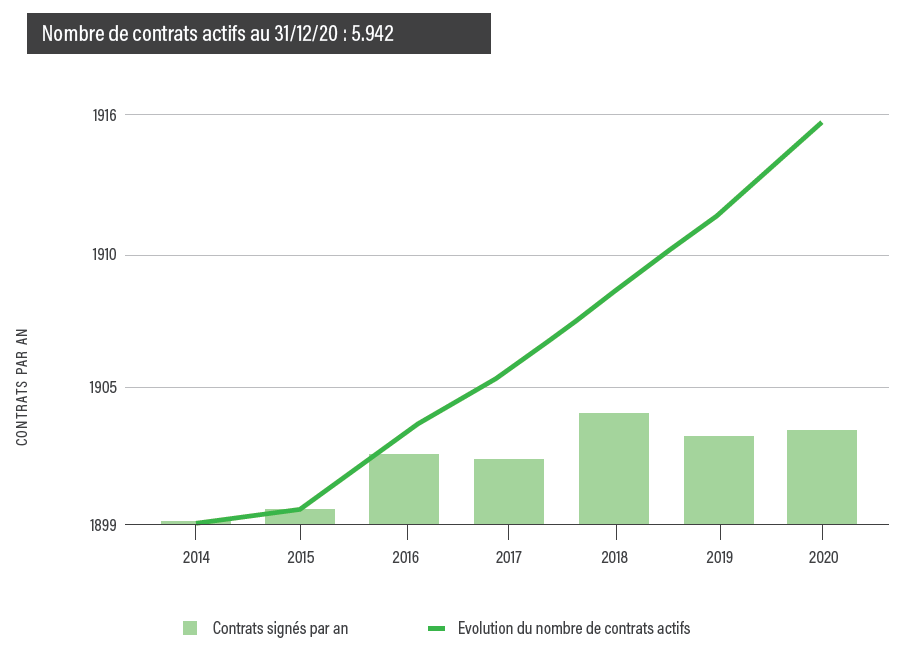 Nombre de contrats actifs au 31/12/20 : 5.942
1916
1910
1905
1899
CONTRATS PAR AN
2014 2015 2016 2017 2018 2019 2020
Contrats signés par an
Evolution du nombre de contrats actifs